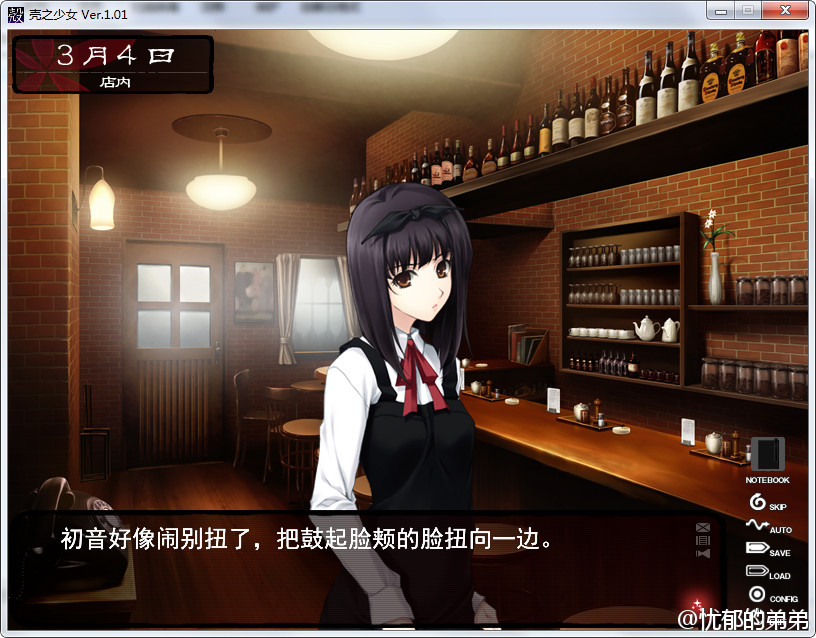 壳之少女 Ver.1.01
3月4日
店内
初音好像闹别扭了，把鼓起脸颊的脸扭向一边。
NOTEBOOK
SKIP
AUTO
SAVE
LOAD
CONFIG
@忧郁的弟弟